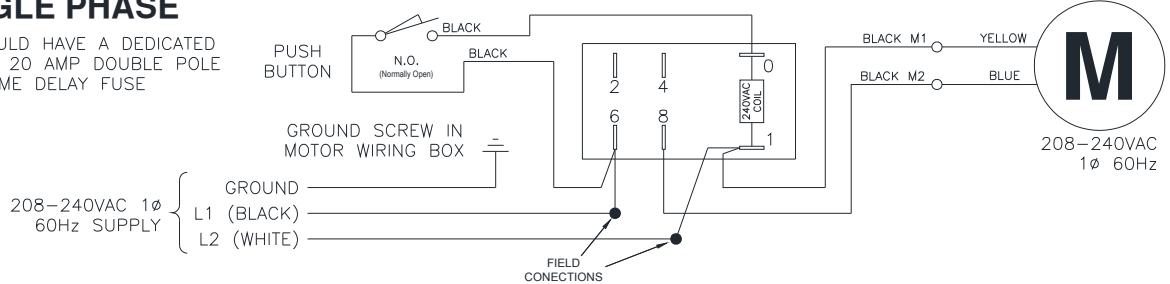 GLE PHASE
ULD HAVE A DEDICATED
20 AMP DOUBLE POLE
ME DELAY FUSE
PUSH
BUTTON
N.O.
(Normally Open)
BLACK
BLACK
2
4
6
8
0
240VAC
COIL
1
BLACK M1
YELLOW
BLACK M2
BLUE
M
208-240VAC
1ø 60Hz
GROUND SCREW IN
MOTOR WIRING BOX
208-240VAC 1ø
60Hz SUPPLY
GROUND
L1 (BLACK)
L2 (WHITE)
FIELD
CONECTIONS